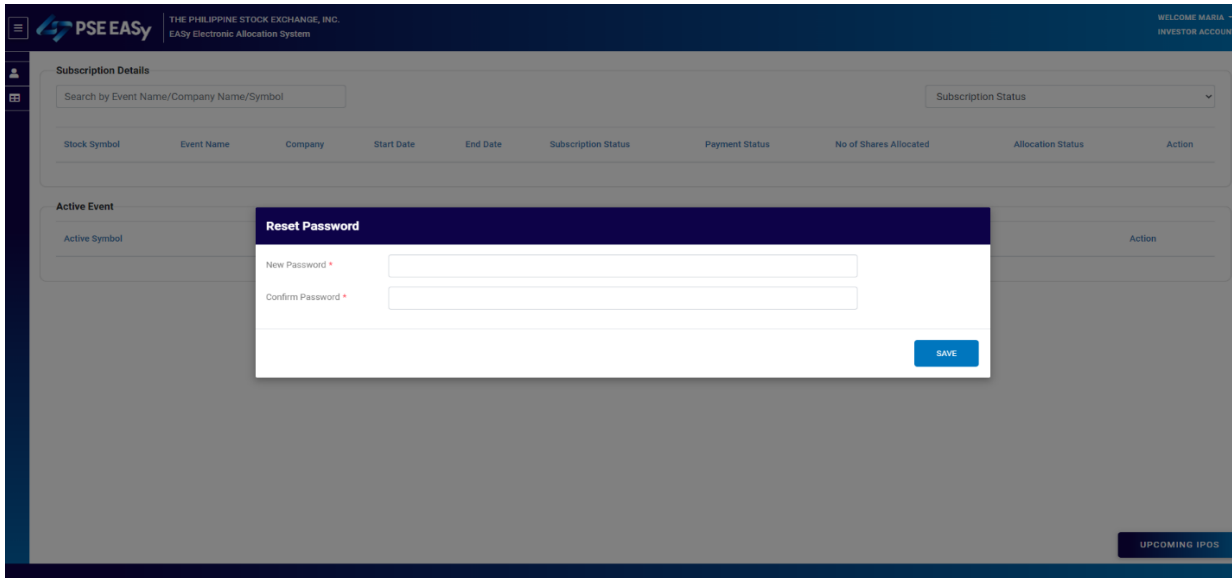 PSE EASy
THE PHILIPPINE STOCK EXCHANGE, INC.
EASy Electronic Allocation System
WELCOME MARIA
INVESTOR ACCOUN
Subscription Details
Search by Event Name/Company Name/Symbol
Subscription Status
Stock Symbol Event Name Company Start Date End Date Subscription Status Payment Status No of Shares Allocated Allocation Status Action
Active Event
Active Symbol Action
Reset Password
New Password *
Confirm Password *
SAVE
UPCOMING IPOS